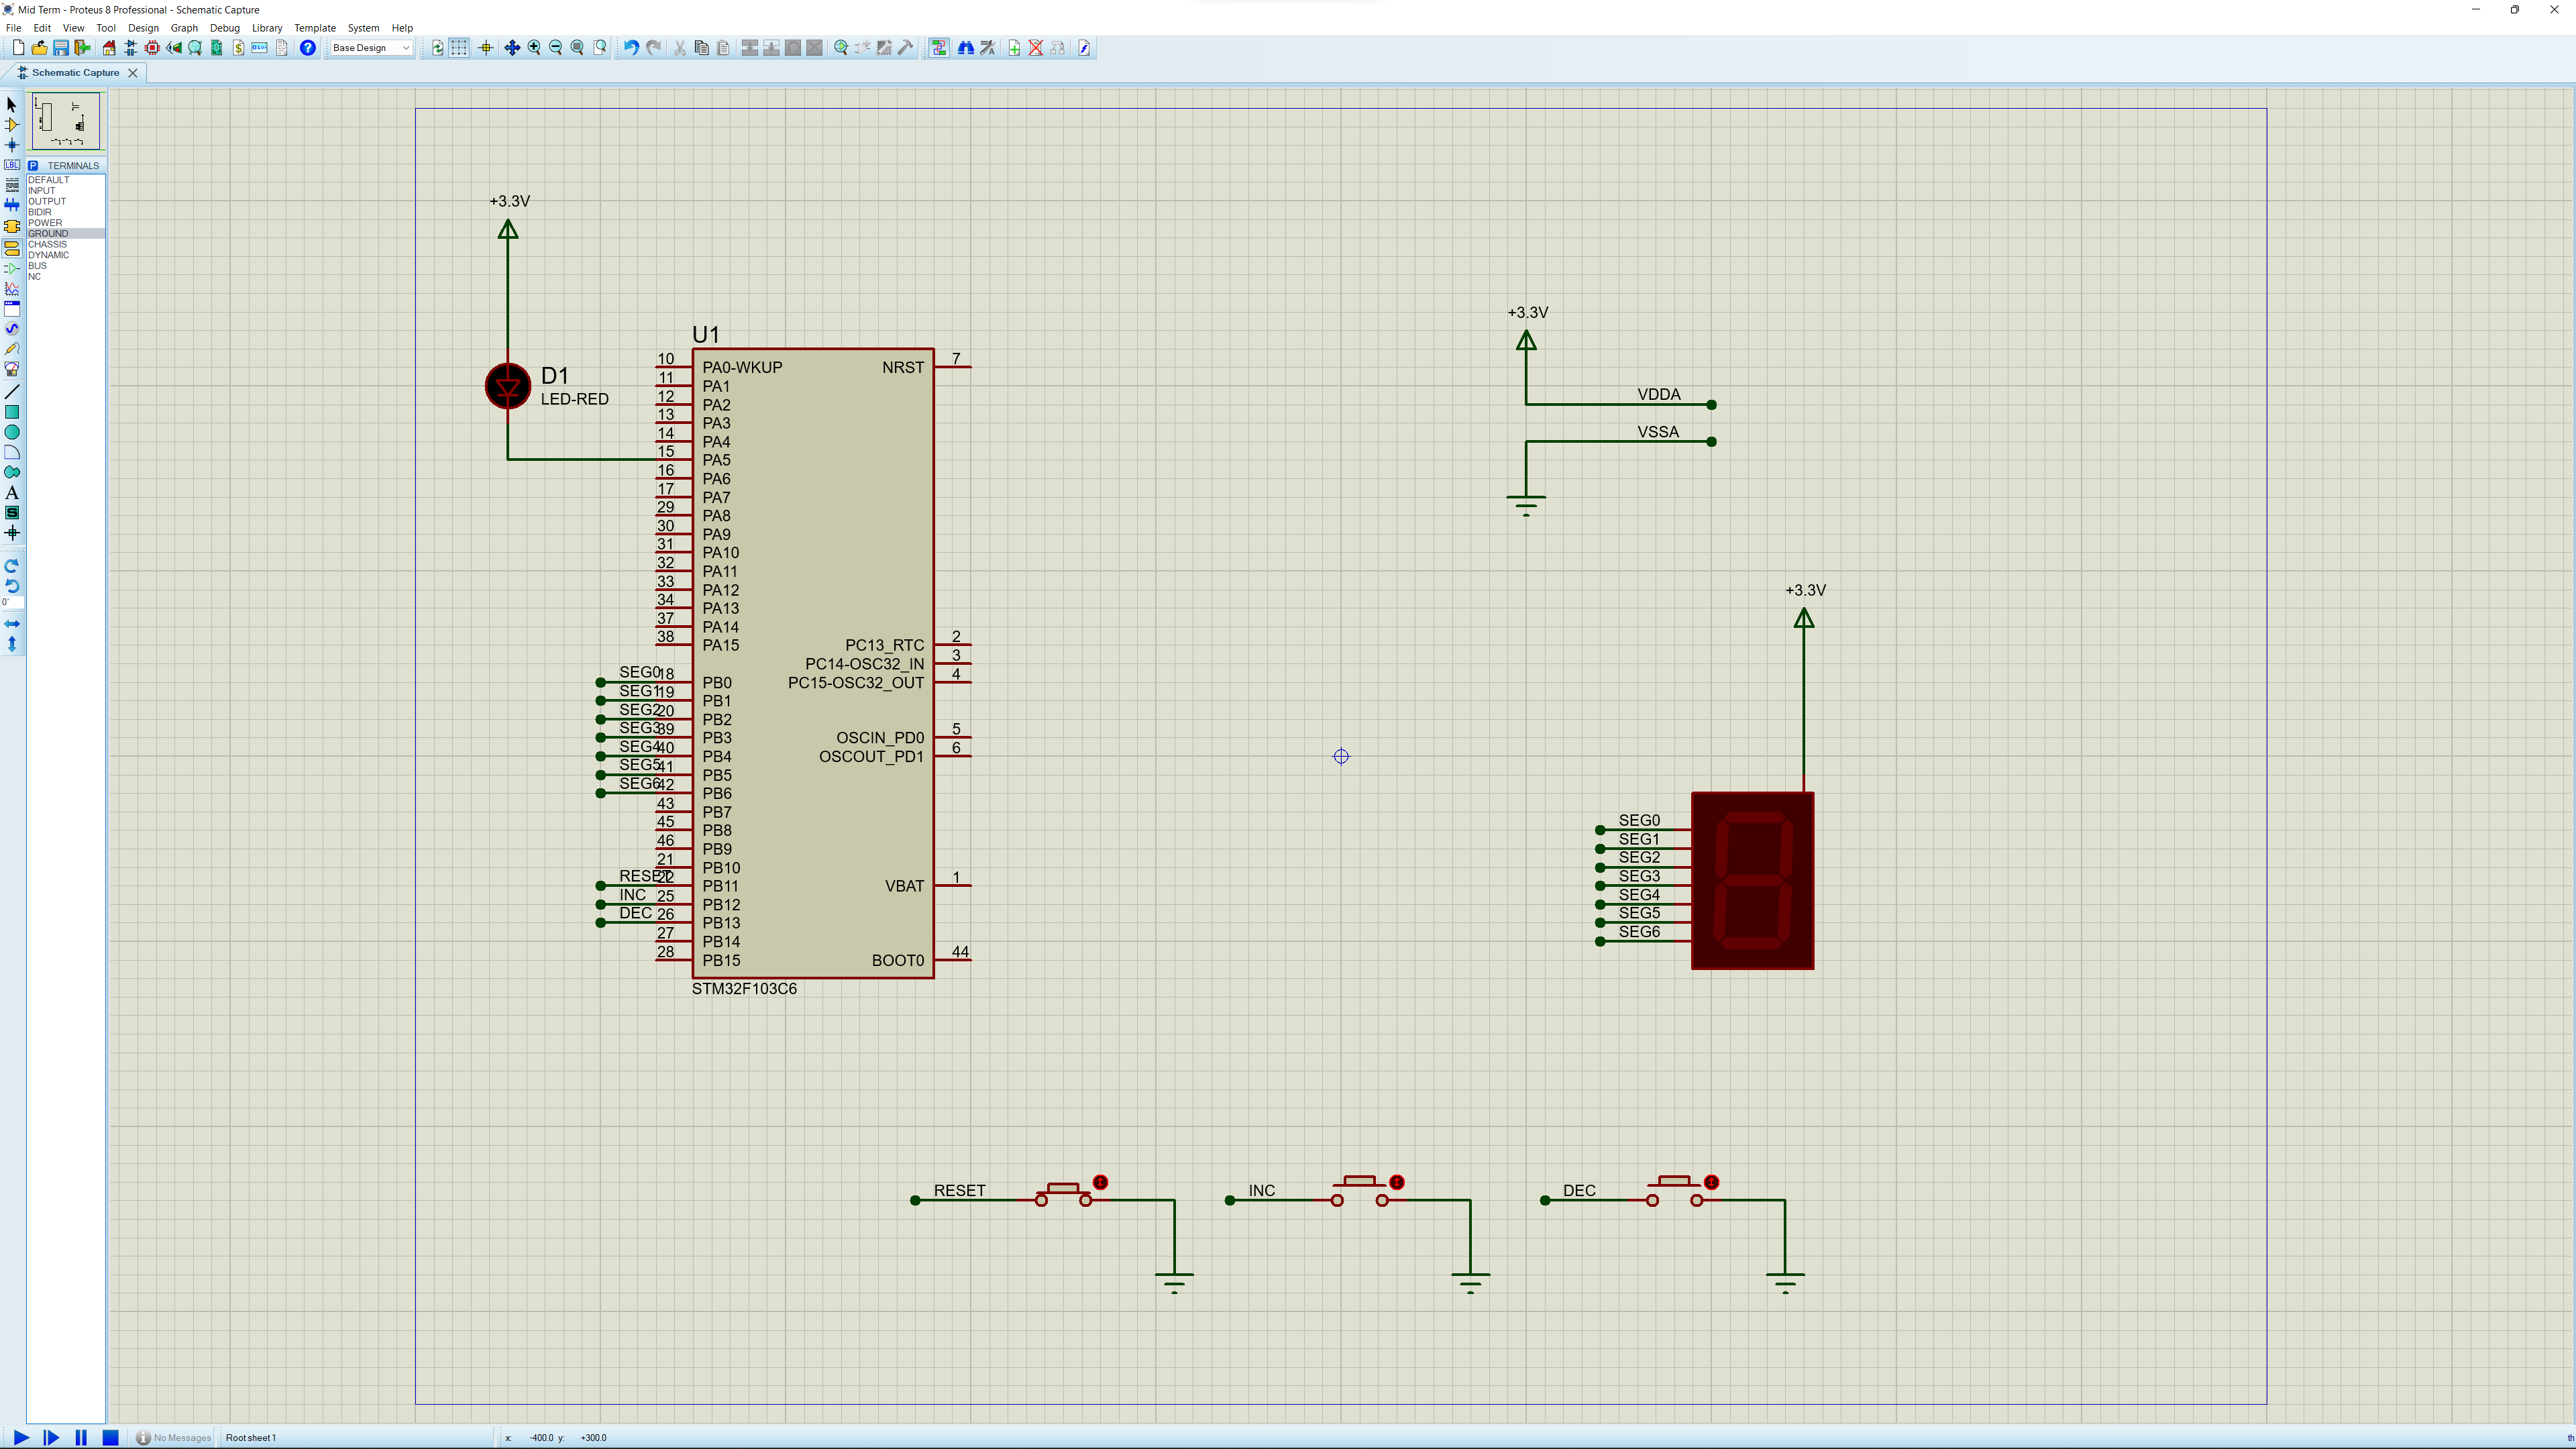 Mid Term - Proteus 8 Professional - Schematic Capture
File Edit View Tool Design Graph Debug Library Template System Help
Base Design
Schematic Capture
TERMINALS
DEFAULT
INPUT
OUTPUT
BIDIR
POWER
GROUND
CHASSIS
DYNAMIC
BUS
NC
LBL
0°
+3.3V
D1
LED-RED
U1
10 PA0-WKUP NRST 7
11 PA1
12 PA2
13 PA3
14 PA4
15 PA5
16 PA6
17 PA7
29 PA8
30 PA9
31 PA10
32 PA11
33 PA12
34 PA13
37 PA14
38 PA15 PC13_RTC 2
PC14-OSC32_IN 3
SEG0 18 PB0 PC15-OSC32_OUT 4
SEG1 19 PB1
SEG2 20 PB2
SEG3 39 PB3 OSCIN_PD0 5
SEG4 40 PB4 OSCOUT_PD1 6
SEG5 41 PB5
SEG6 42 PB6
43 PB7
45 PB8
46 PB9
21 PB10
RESET 22 PB11 VBAT 1
INC 25 PB12
DEC 26 PB13
27 PB14
28 PB15 BOOT0 44
STM32F103C6
+3.3V
VDDA
VSSA
+3.3V
SEG0
SEG1
SEG2
SEG3
SEG4
SEG5
SEG6
RESET INC DEC
No Messages Root sheet 1 x: -400.0 y: +300.0 th